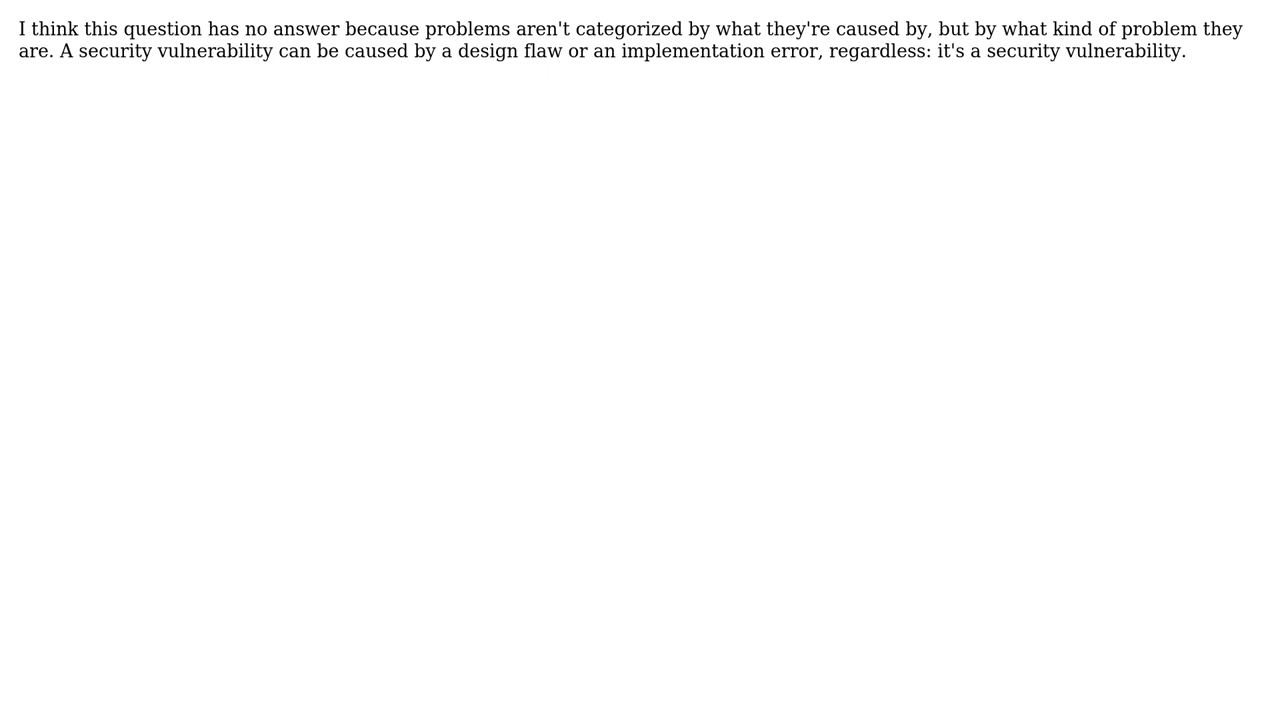 I think this question has no answer because problems aren't categorized by what they're caused by, but by what kind of problem they
are. A security vulnerability can be caused by a design flaw or an implementation error, regardless: it's a security vulnerability.